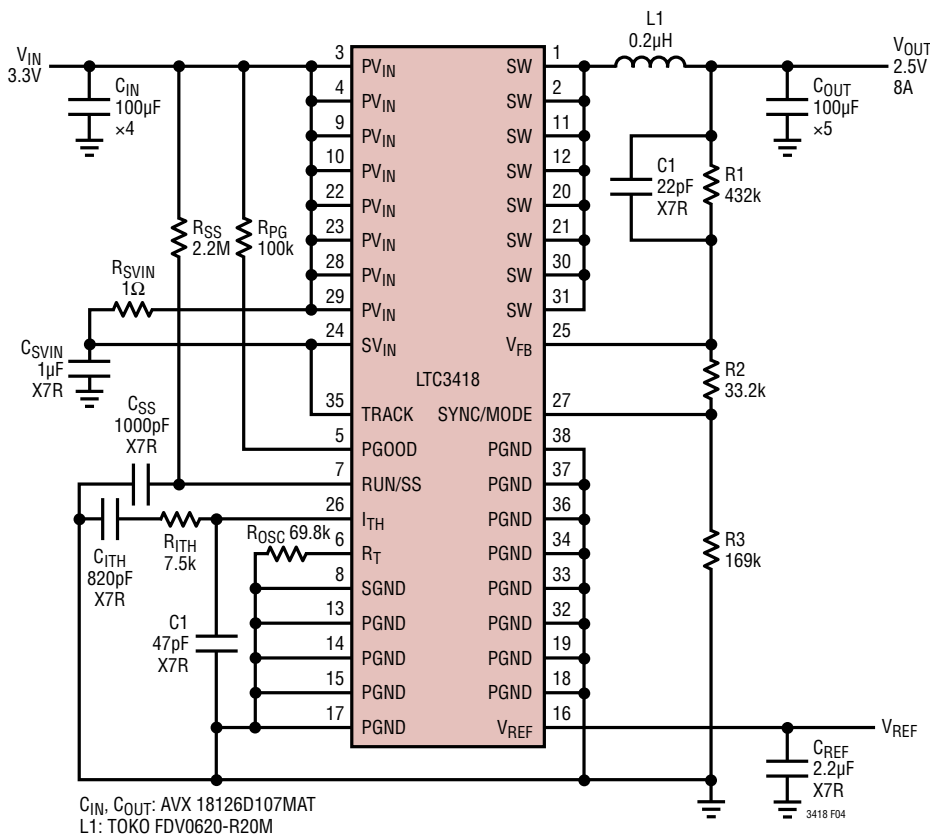 L1
0.2µH
VIN
3.3V
VOUT
2.5V
8A
CIN
100µF
×4
COUT
100µF
×5
C1
22pF
X7R
R1
432k
RSS
2.2M
RPG
100k
RSVIN
1Ω
CSVIN
1µF
X7R
R2
33.2k
CSS
1000pF
X7R
CITH
820pF
X7R
RITH
7.5k
ROSC 69.8k
C1
47pF
X7R
R3
169k
3 PVIN
4 PVIN
9 PVIN
10 PVIN
22 PVIN
23 PVIN
28 PVIN
29 PVIN
24 SVIN
35 TRACK
5 PGOOD
7 RUN/SS
26 ITH
6 RT
8 SGND
13 PGND
14 PGND
15 PGND
17 PGND
LTC3418
SW 1
SW 2
SW 11
SW 12
SW 20
SW 21
SW 30
SW 31
VFB 25
SYNC/MODE 27
PGND 38
PGND 37
PGND 36
PGND 34
PGND 33
PGND 32
PGND 19
PGND 18
VREF 16
VREF
CREF
2.2µF
X7R
3418 F04
CIN, COUT: AVX 18126D107MAT
L1: TOKO FDV0620-R20M